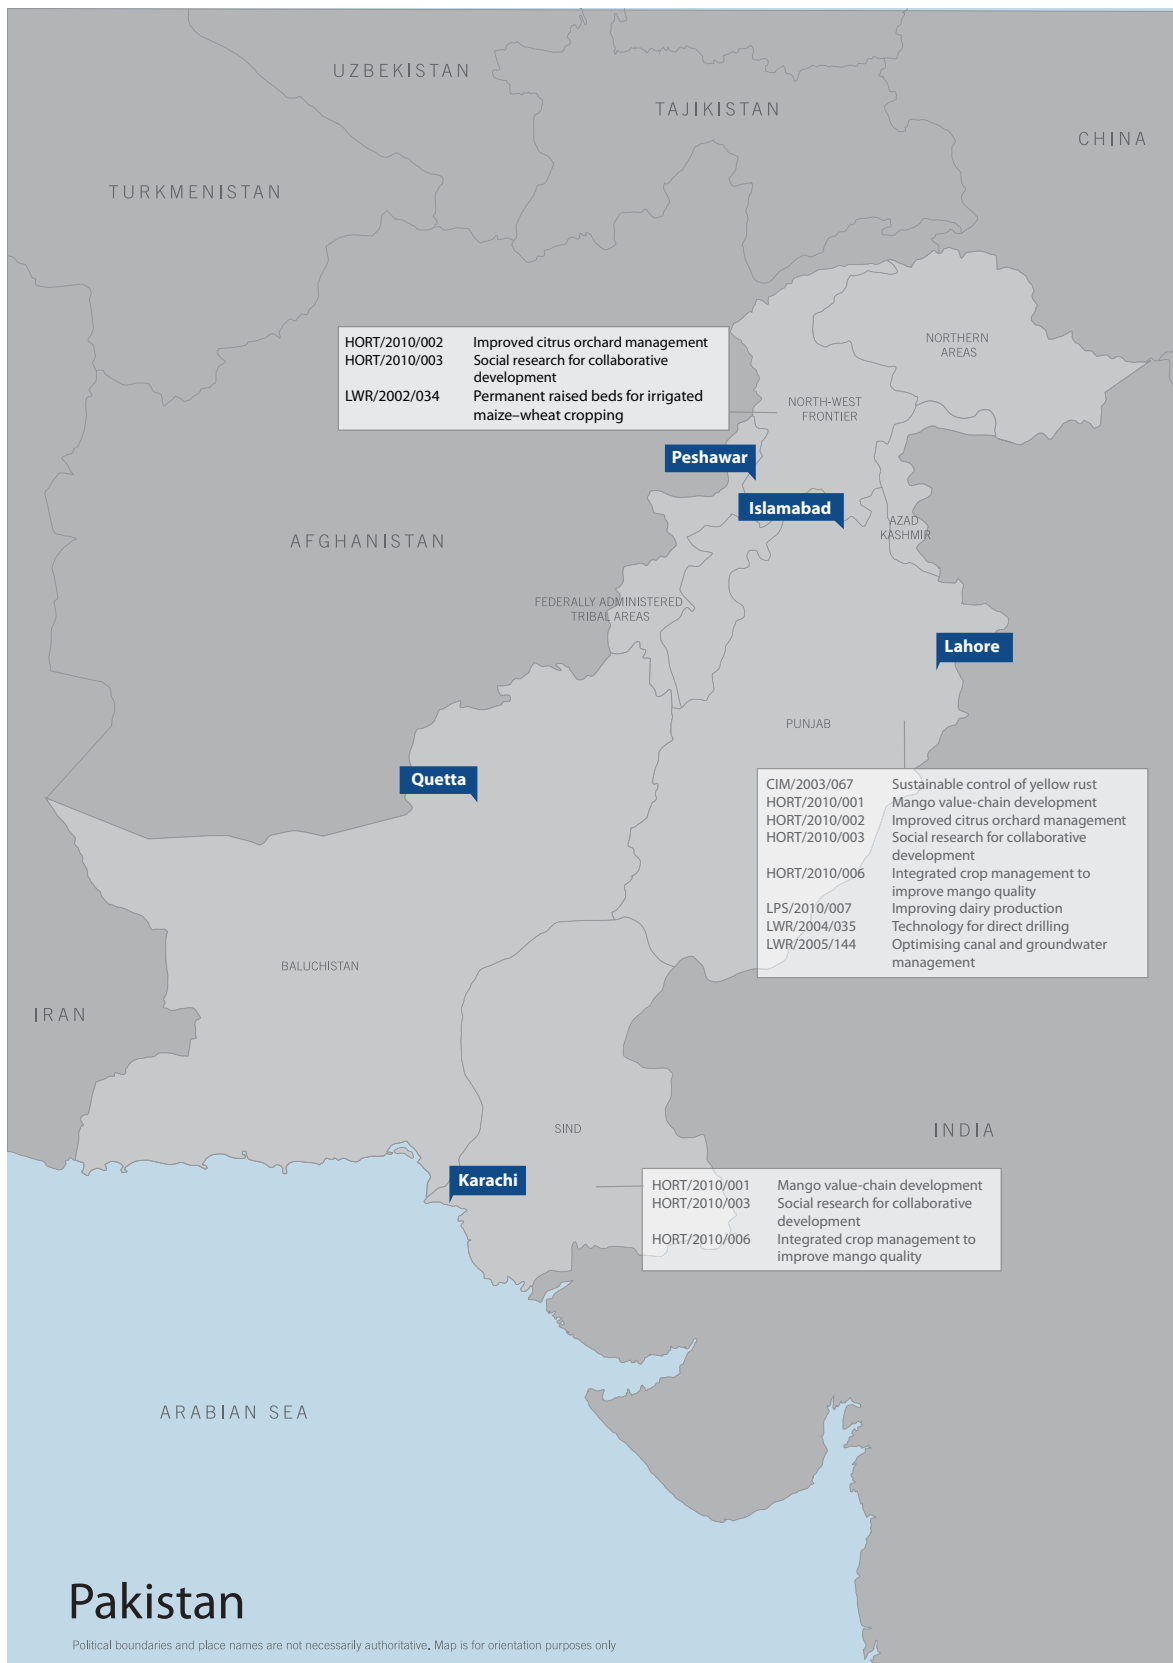 UZBEKISTAN
TAJIKISTAN
CHINA
TURKMENISTAN
NORTHERN
AREAS
HORT/2010/002 Improved citrus orchard management
HORT/2010/003 Social research for collaborative
development
LWR/2002/034 Permanent raised beds for irrigated
maize–wheat cropping
NORTH-WEST
FRONTIER
Peshawar
Islamabad
AZAD
KASHMIR
AFGHANISTAN
FEDERALLY ADMINISTERED
TRIBAL AREAS
Lahore
PUNJAB
Quetta
CIM/2003/067 Sustainable control of yellow rust
HORT/2010/001 Mango value-chain development
HORT/2010/002 Improved citrus orchard management
HORT/2010/003 Social research for collaborative
development
HORT/2010/006 Integrated crop management to
improve mango quality
LPS/2010/007 Improving dairy production
LWR/2004/035 Technology for direct drilling
LWR/2005/144 Optimising canal and groundwater
management
BALUCHISTAN
IRAN
SIND
INDIA
Karachi
HORT/2010/001 Mango value-chain development
HORT/2010/003 Social research for collaborative
development
HORT/2010/006 Integrated crop management to
improve mango quality
ARABIAN SEA
Pakistan
Political boundaries and place names are not necessarily authoritative. Map is for orientation purposes only